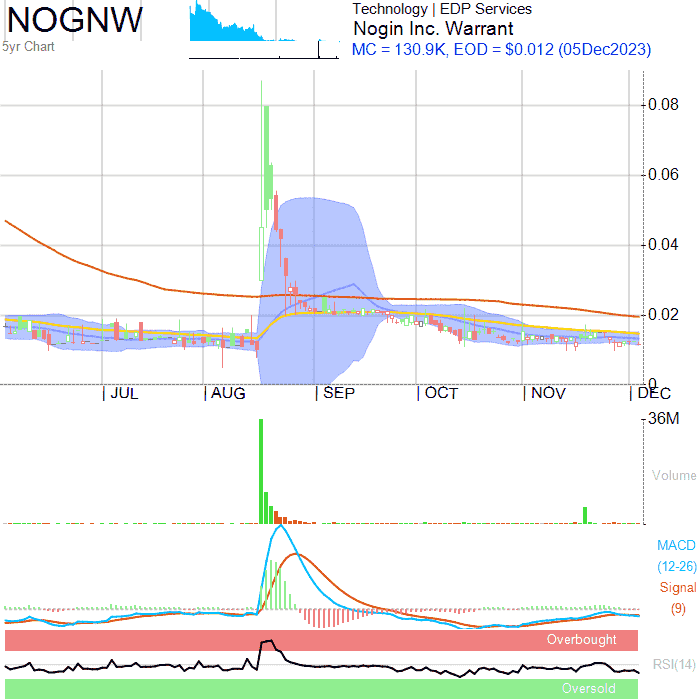 NOGNW
5yr Chart
Technology | EDP Services
Nogin Inc. Warrant
MC = 130.9K, EOD = $0.012 (05Dec2023)
0.08
0.06
0.04
0.02
0
JUL
AUG
SEP
OCT
NOV
DEC
36M
Volume
MACD
(12-26)
Signal
(9)
Overbought
RSI(14)
Oversold